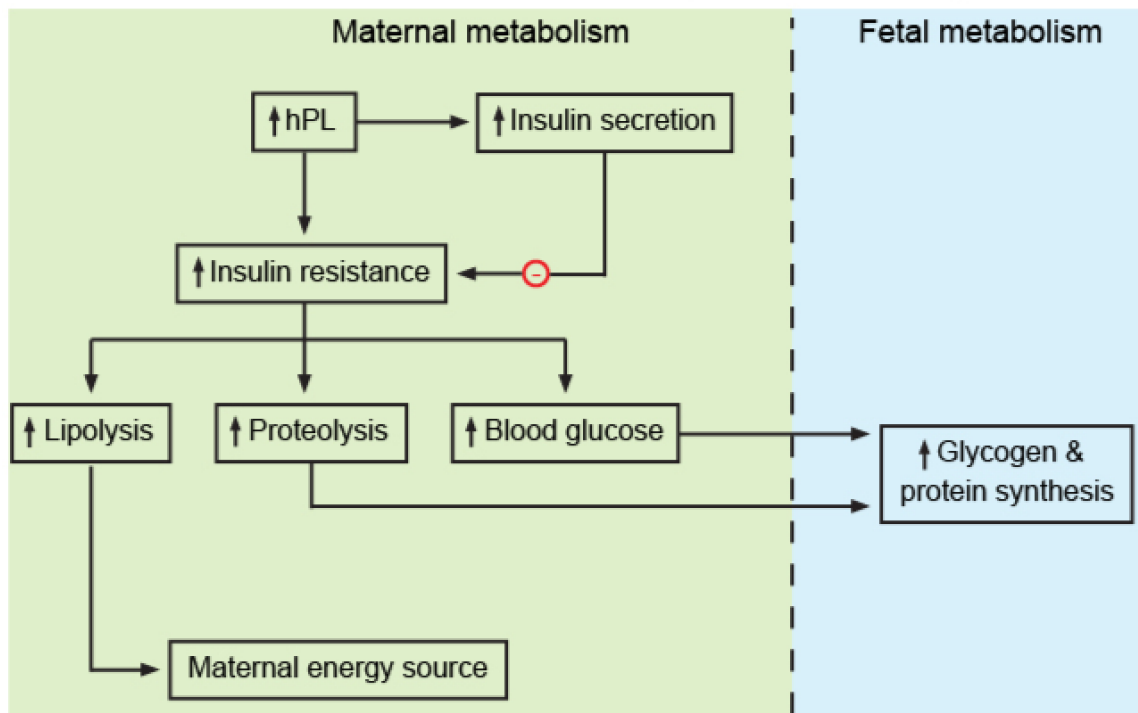 Maternal metabolism
Fetal metabolism
↑hPL
↑Insulin secretion
↑Insulin resistance
-
↑Lipolysis
↑Proteolysis
↑Blood glucose
↑Glycogen &
protein synthesis
Maternal energy source